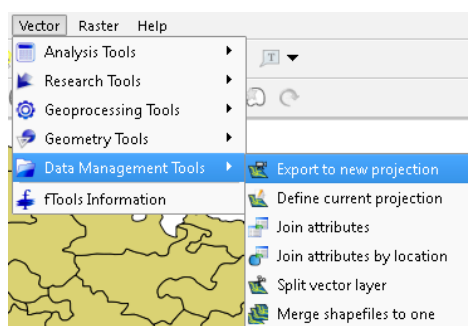 Vector Raster Help
Analysis Tools
T
Research Tools
Geoprocessing Tools
Geometry Tools
Data Management Tools
Export to new projection
fTools Information
Define current projection
Join attributes
Join attributes by location
Split vector layer
Merge shapefiles to one